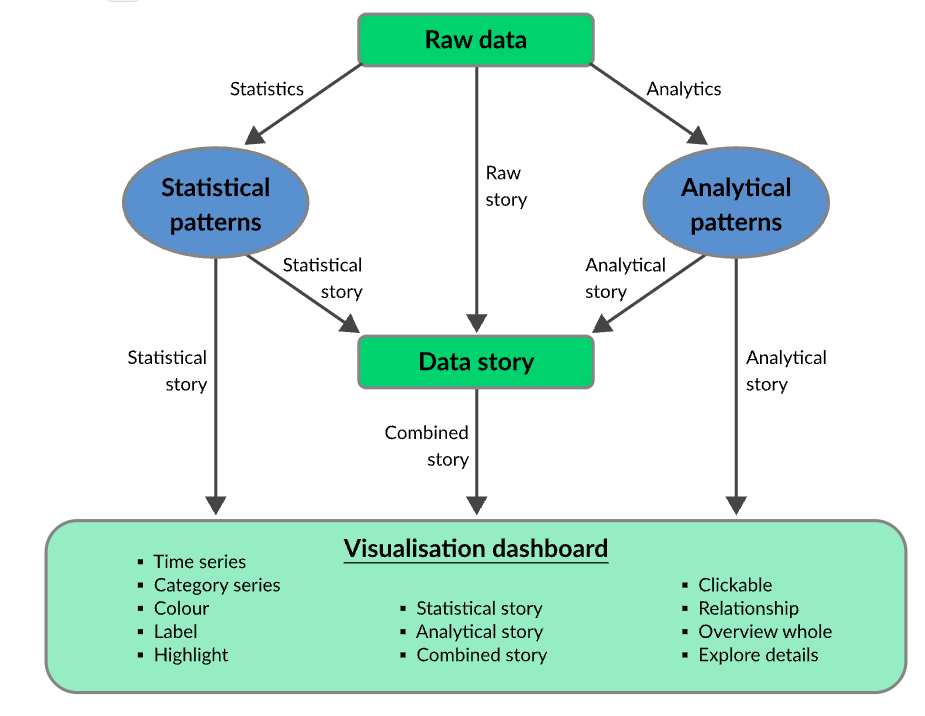 Raw data
Statistics
Analytics
Raw
story
Statistical
patterns
Analytical
patterns
Statistical
story
Analytical
story
Data story
Statistical
story
Analytical
story
Combined
story
Visualisation dashboard
▪ Time series
▪ Category series
▪ Colour
▪ Label
▪ Highlight
▪ Statistical story
▪ Analytical story
▪ Combined story
▪ Clickable
▪ Relationship
▪ Overview whole
▪ Explore details